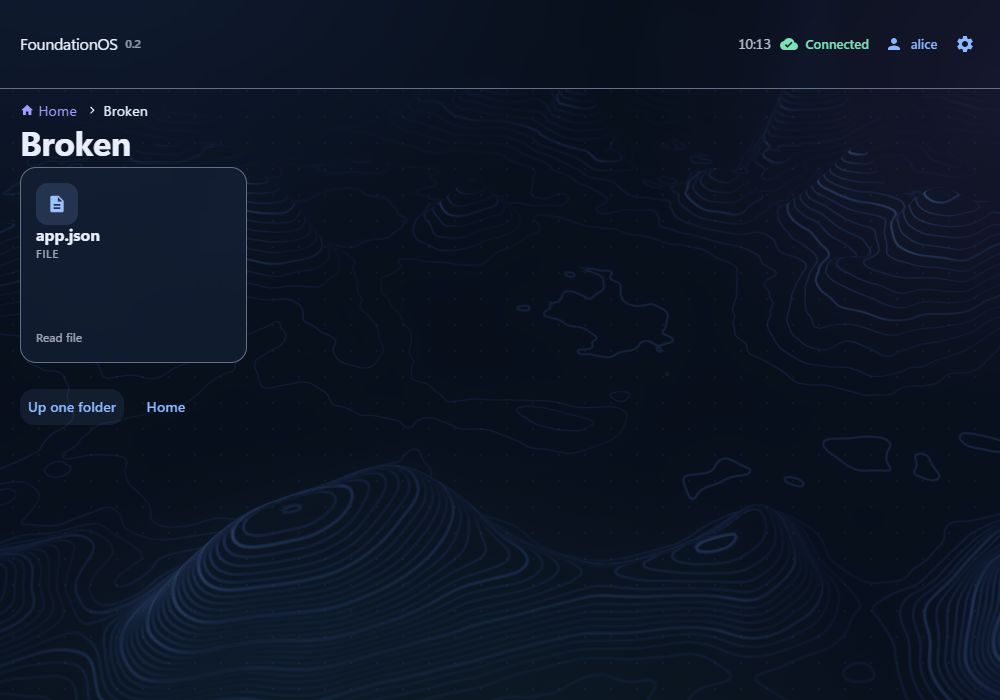 FoundationOS 0.2
10:13 Connected alice
Home > Broken
Broken
app.json
FILE
Read file
Up one folder Home